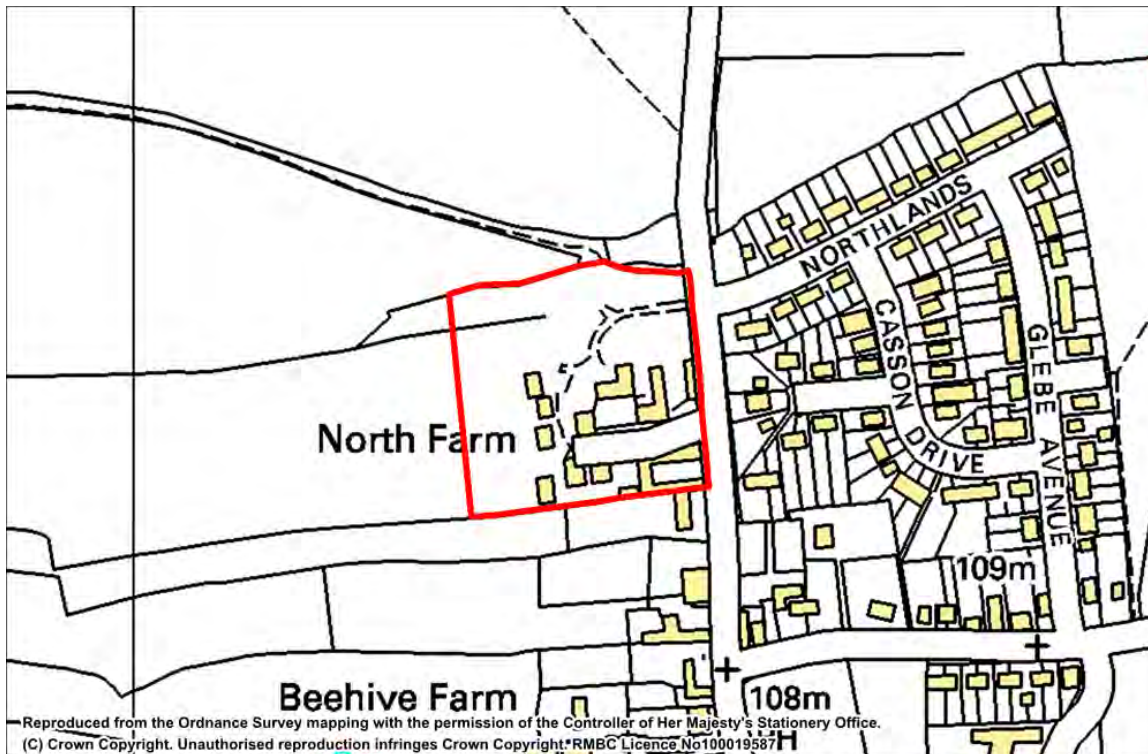 NORTHLANDS
CASSON DRIVE
GLEBE AVENUE
North Farm
109m
Beehive Farm
108m
Reproduced from the Ordnance Survey mapping with the permission of the Controller of Her Majesty's Stationery Office.
(C) Crown Copyright. Unauthorised reproduction infringes Crown Copyright. RMBC Licence No100019587